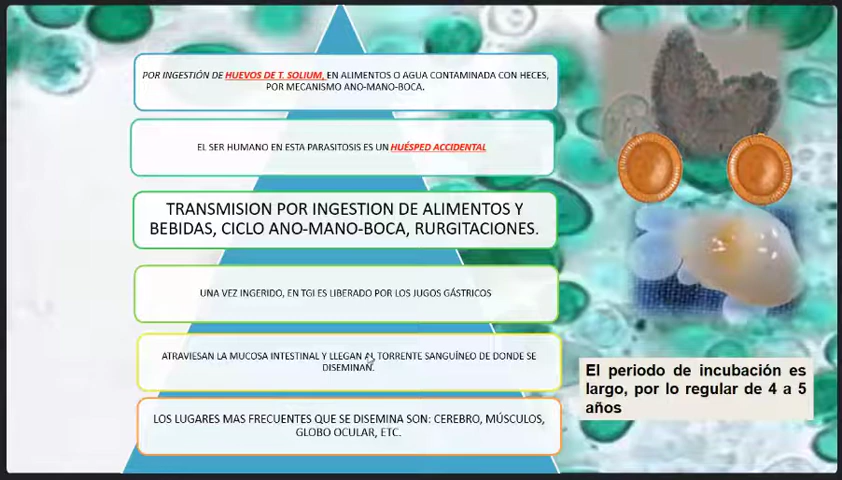 POR INGESTIÓN DE HUEVOS DE T. SOLIUM, EN ALIMENTOS O AGUA CONTAMINADA CON HECES,
POR MECANISMO ANO-MANO-BOCA.
EL SER HUMANO EN ESTA PARASITOSIS ES UN HUÉSPED ACCIDENTAL
TRANSMISION POR INGESTION DE ALIMENTOS Y
BEBIDAS, CICLO ANO-MANO-BOCA, RURGITACIONES.
UNA VEZ INGERIDO, EN TGI ES LIBERADO POR LOS JUGOS GÁSTRICOS
ATRAVIESAN LA MUCOSA INTESTINAL Y LLEGAN AL TORRENTE SANGUÍNEO DE DONDE SE
DISEMINAN.
LOS LUGARES MAS FRECUENTES QUE SE DISEMINA SON: CEREBRO, MÚSCULOS,
GLOBO OCULAR, ETC.
El periodo de incubación es
largo, por lo regular de 4 a 5
años